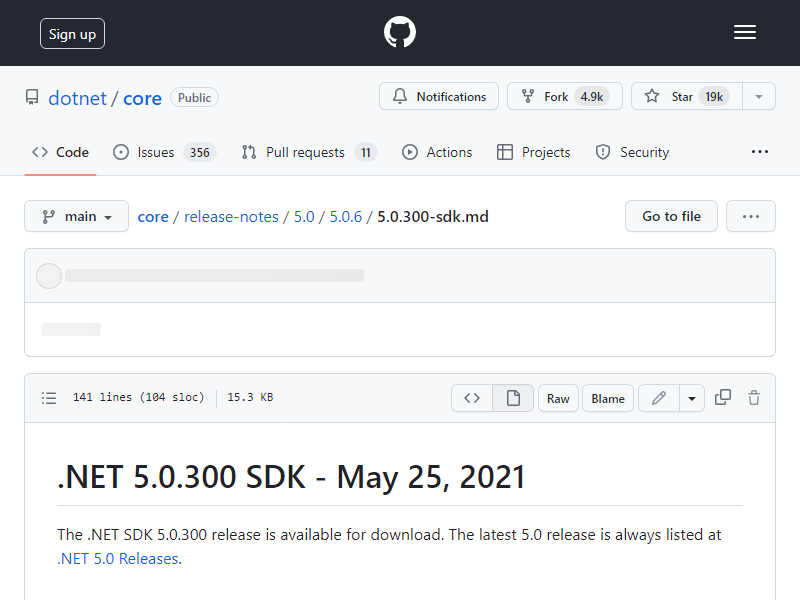 Sign up
dotnet / core Public
Notifications Fork 4.9k Star 19k
Code Issues 356 Pull requests 11 Actions Projects Security
main core / release-notes / 5.0 / 5.0.6 / 5.0.300-sdk.md Go to file
141 lines (104 sloc) 15.3 KB Raw Blame
.NET 5.0.300 SDK - May 25, 2021
The .NET SDK 5.0.300 release is available for download. The latest 5.0 release is always listed at
.NET 5.0 Releases.